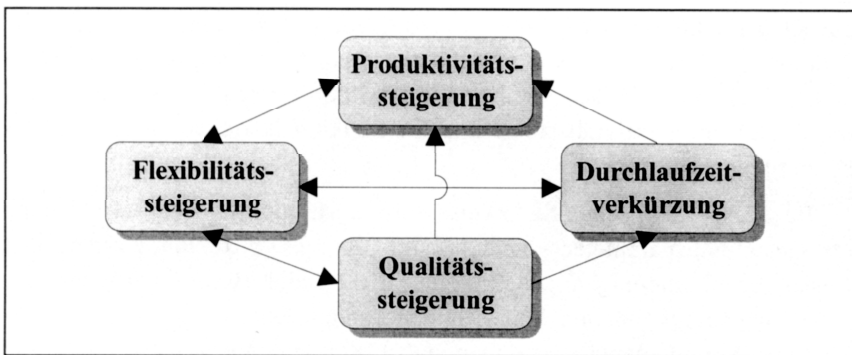 Produktivitäts-
steigerung
Flexibilitäts-
steigerung
Durchlaufzeit-
verkürzung
Qualitäts-
steigerung